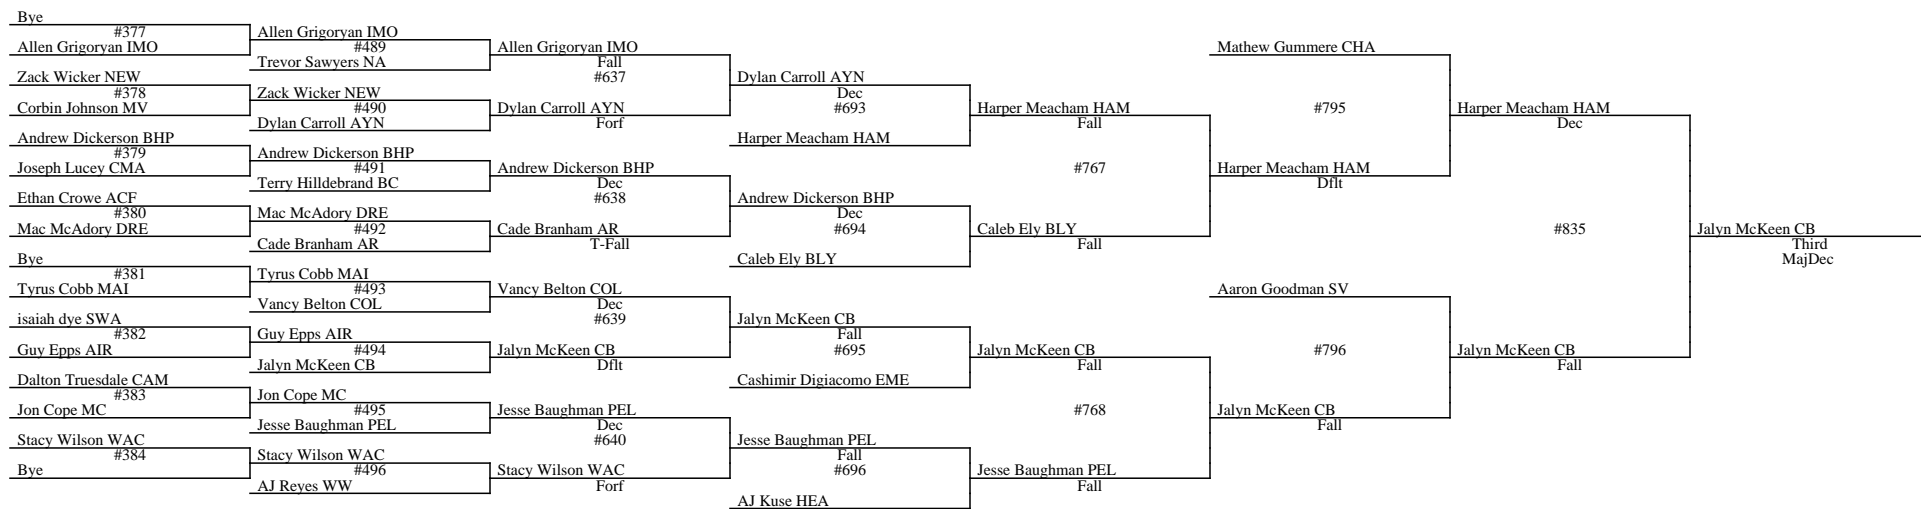 Bye
#377
Allen Grigoryan IMO
Zack Wicker NEW
#378
Corbin Johnson MV
Andrew Dickerson BHP
#379
Joseph Lucey CMA
Ethan Crowe ACF
#380
Mac McAdory DRE
Bye
#381
Tyrus Cobb MAI
isaiah dye SWA
#382
Guy Epps AIR
Dalton Truesdale CAM
#383
Jon Cope MC
Stacy Wilson WAC
#384
Bye
Allen Grigoryan IMO
#489
Trevor Sawyers NA
Zack Wicker NEW
#490
Dylan Carroll AYN
Andrew Dickerson BHP
#491
Terry Hilldebrand BC
Mac McAdory DRE
#492
Cade Branham AR
Tyrus Cobb MAI
#493
Vancy Belton COL
Guy Epps AIR
#494
Jalyn McKeen CB
Jon Cope MC
#495
Jesse Baughman PEL
Stacy Wilson WAC
#496
AJ Reyes WW
Allen Grigoryan IMO
Fall
#637
Dylan Carroll AYN
Forf
Andrew Dickerson BHP
Dec
#638
Cade Branham AR
T-Fall
Vancy Belton COL
Dec
#639
Jalyn McKeen CB
Dflt
Jesse Baughman PEL
Dec
#640
Stacy Wilson WAC
Forf
Dylan Carroll AYN
Dec
#693
Harper Meacham HAM
Andrew Dickerson BHP
Dec
#694
Caleb Ely BLY
Jalyn McKeen CB
Fall
#695
Cashimir Digiacomo EME
Jesse Baughman PEL
Fall
#696
AJ Kuse HEA
Harper Meacham HAM
Fall
#767
Caleb Ely BLY
Fall
Jalyn McKeen CB
Fall
#768
Jesse Baughman PEL
Fall
Mathew Gummere CHA
#795
Harper Meacham HAM
Dflt
Aaron Goodman SV
#796
Jalyn McKeen CB
Fall
Harper Meacham HAM
Dec
#835
Jalyn McKeen CB
Fall
Jalyn McKeen CB
Third
MajDec